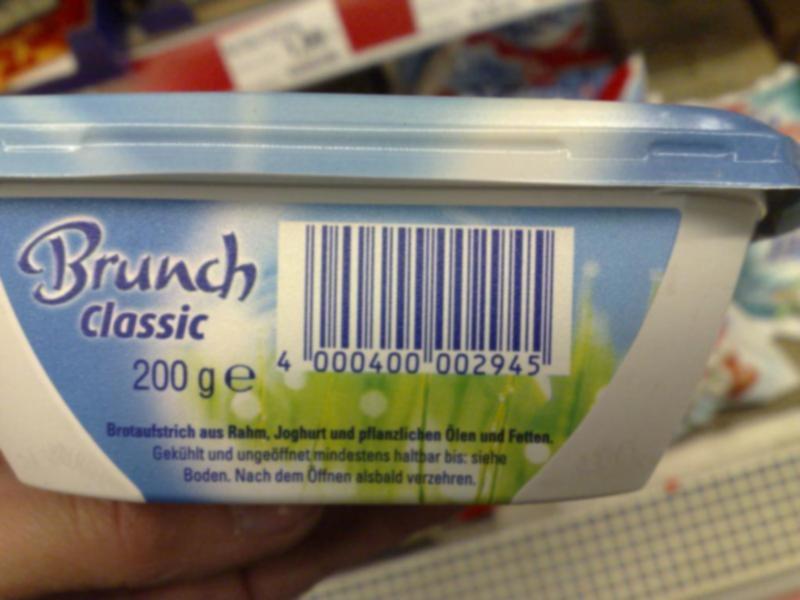 Brunch
Classic
200 g e
4 000400 002945
Brotaufstrich aus Rahm, Joghurt und pflanzlichen Ölen und Fetten.
Gekühlt und ungeöffnet mindestens haltbar bis: siehe
Boden. Nach dem Öffnen alsbald verzehren.